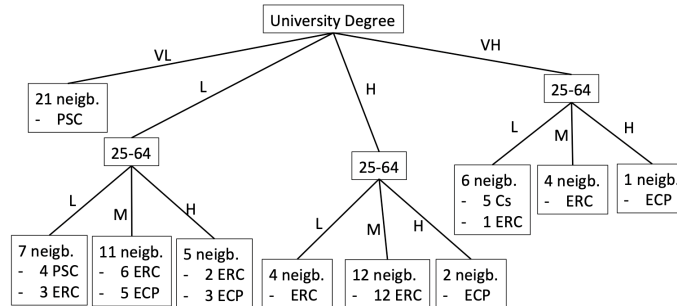 University Degree
VL
L
H
VH
21 neigb.
- PSC
25-64
25-64
25-64
L
M
H
7 neigb.
- 4 PSC
- 3 ERC
11 neigb.
- 6 ERC
- 5 ECP
5 neigb.
- 2 ERC
- 3 ECP
L
M
H
4 neigb.
- ERC
12 neigb.
- 12 ERC
2 neigb.
- ECP
L
M
H
6 neigb.
- 5 Cs
- 1 ERC
4 neigb.
- ERC
1 neigb.
- ECP